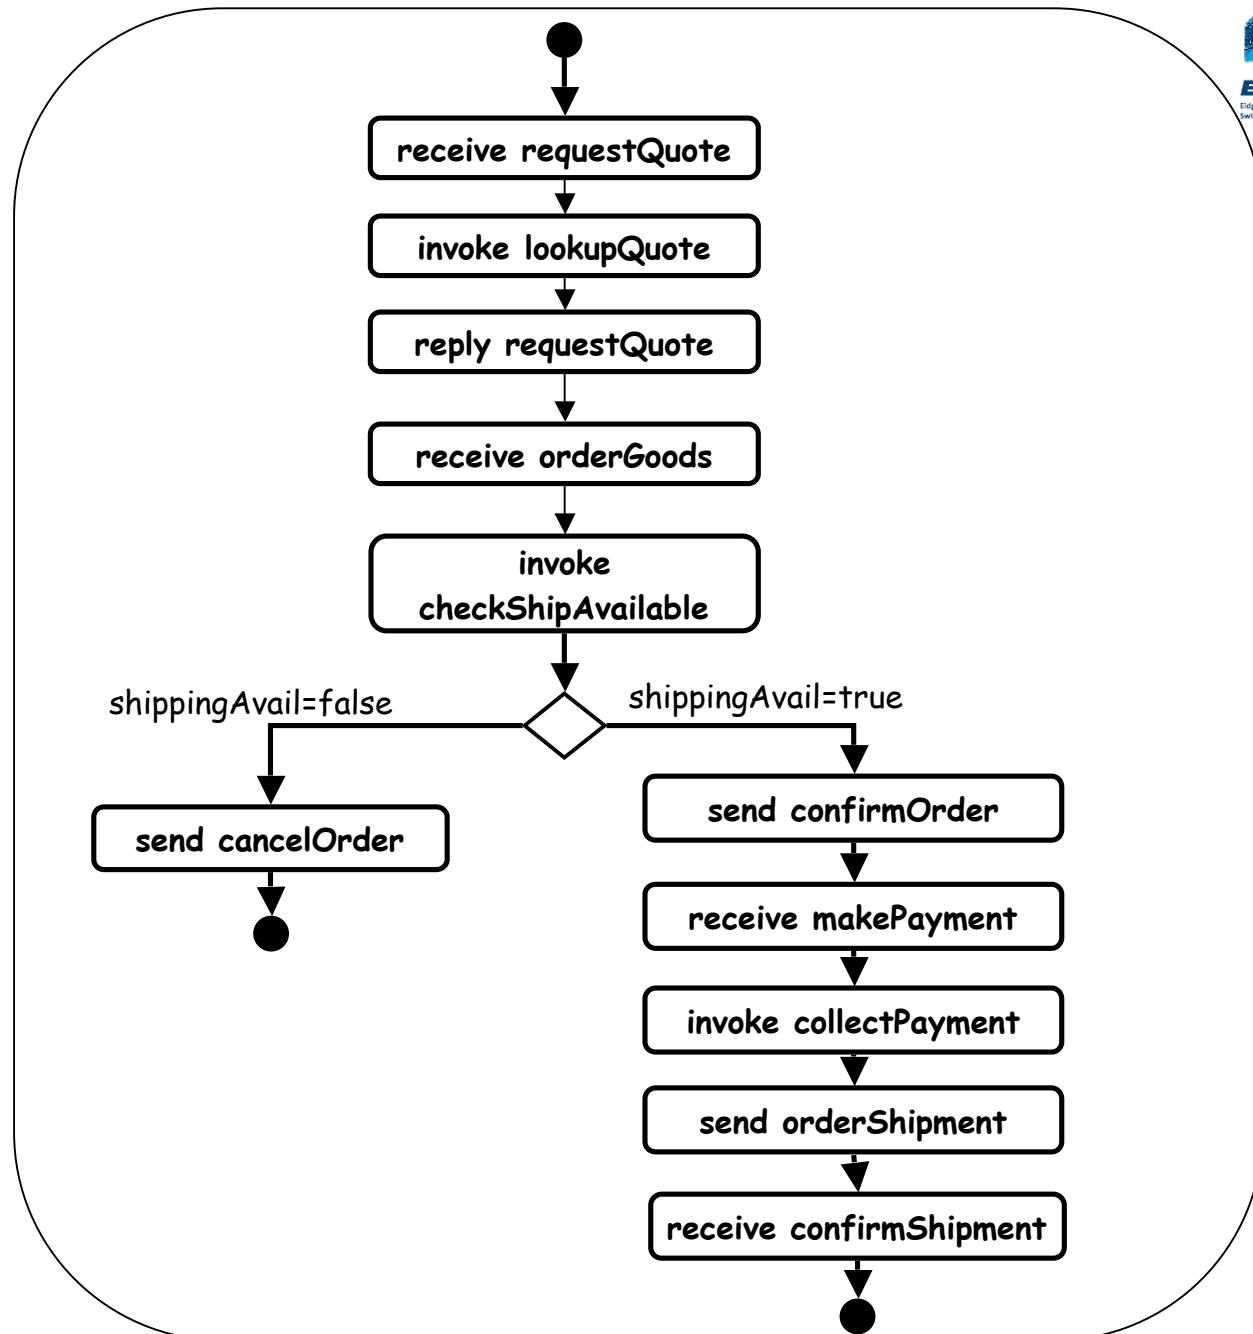 receive requestQuote
invoke lookupQuote
reply requestQuote
receive orderGoods
invoke
checkShipAvailable
shippingAvail=false
shippingAvail=true
send cancelOrder
send confirmOrder
receive makePayment
invoke collectPayment
send orderShipment
receive confirmShipment